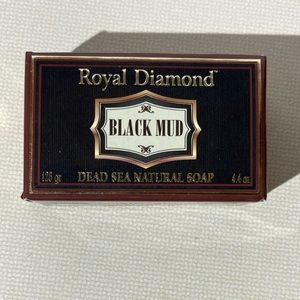 Royal Diamond™
BLACK MUD
125 gr DEAD SEA NATURAL SOAP 4.4 oz